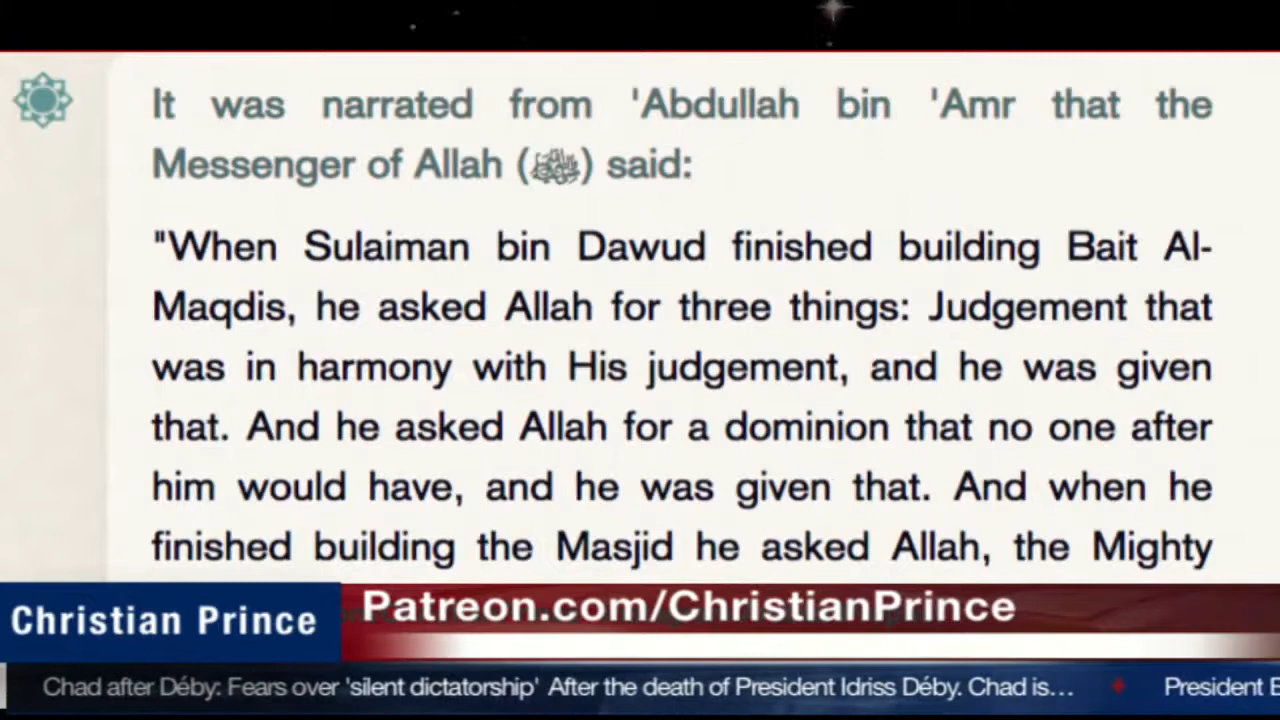 It was narrated from 'Abdullah bin 'Amr that the
Messenger of Allah (ﷺ) said:
"When Sulaiman bin Dawud finished building Bait Al-
Maqdis, he asked Allah for three things: Judgement that
was in harmony with His judgement, and he was given
that. And he asked Allah for a dominion that no one after
him would have, and he was given that. And when he
finished building the Masjid he asked Allah, the Mighty
Christian Prince
Patreon.com/ChristianPrince
Chad after Déby: Fears over 'silent dictatorship' After the death of President Idriss Déby. Chad is...
President